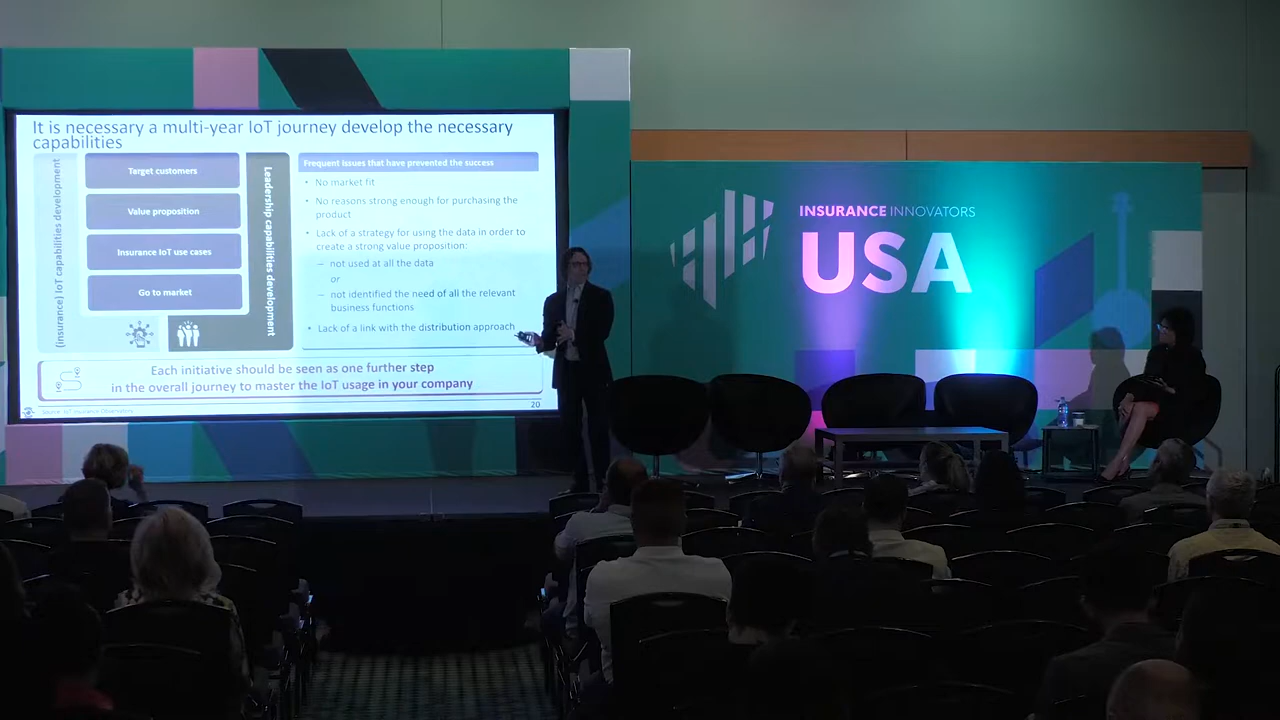 It is necessary a multi-year IoT journey develop the necessary
capabilities
(insurance) IoT capabilities development
Target customers
Value proposition
Insurance IoT use cases
Go to market
Leadership capabilities development
Frequent issues that have prevented the success
• No market fit
• No reasons strong enough for purchasing the
product
• Lack of a strategy for using the data in order to
create a strong value proposition:
– not used at all the data
or
– not identified the need of all the relevant
business functions
• Lack of a link with the distribution approach
Each initiative should be seen as one further step
in the overall journey to master the IoT usage in your company
Source: IoT Insurance Observatory
20
INSURANCE INNOVATORS
USA